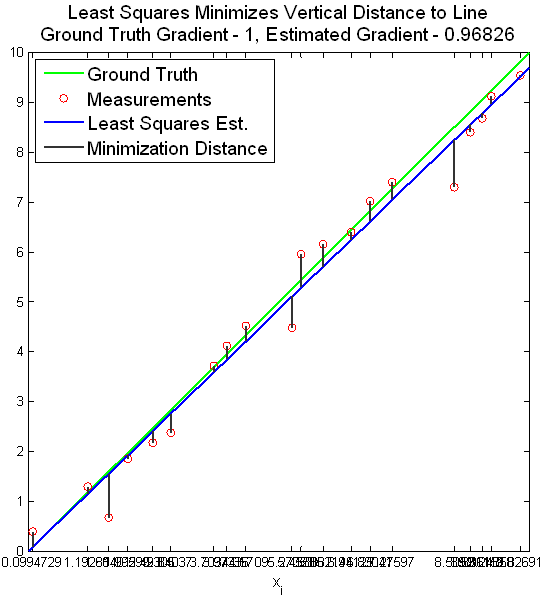 Least Squares Minimizes Vertical Distance to Line
Ground Truth Gradient - 1, Estimated Gradient - 0.96826
Ground Truth
Measurements
Least Squares Est.
Minimization Distance
10
9
8
7
6
5
4
3
2
1
0
0.0994729
x_i